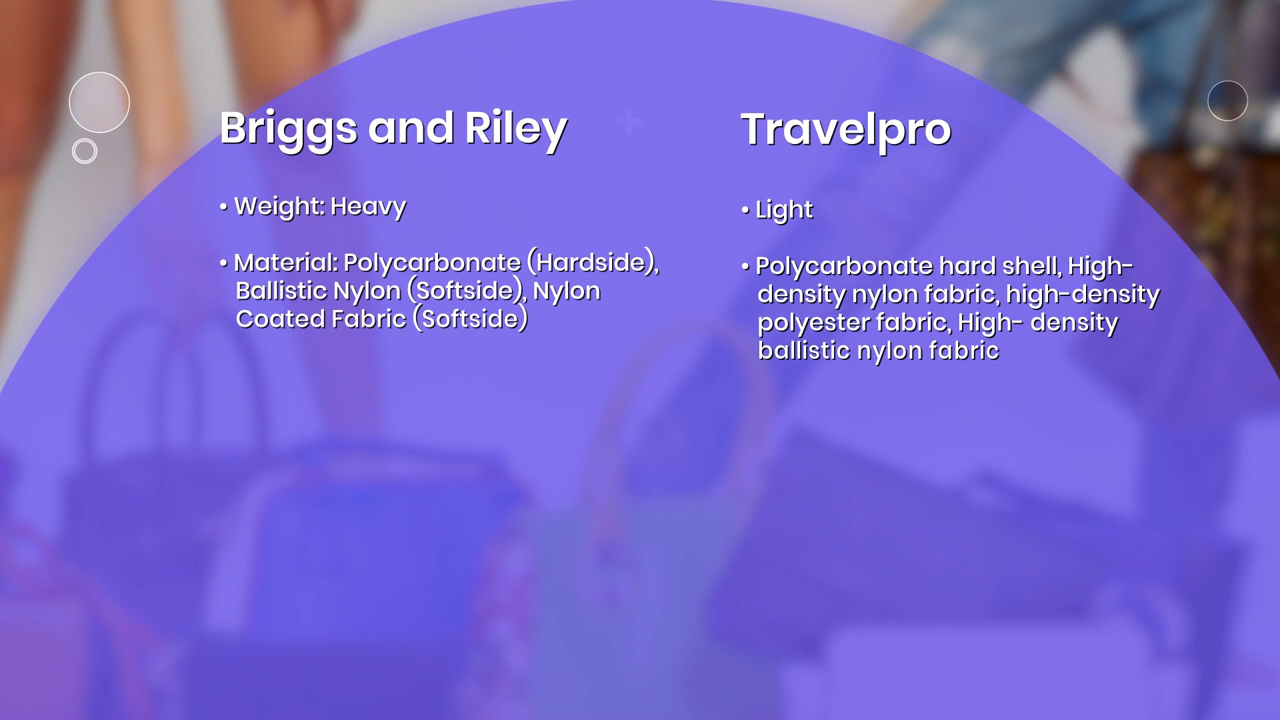 Briggs and Riley
• Weight: Heavy
• Material: Polycarbonate (Hardside),
Ballistic Nylon (Softside), Nylon
Coated Fabric (Softside)
Travelpro
• Light
• Polycarbonate hard shell, High-
density nylon fabric, high-density
polyester fabric, High- density
ballistic nylon fabric